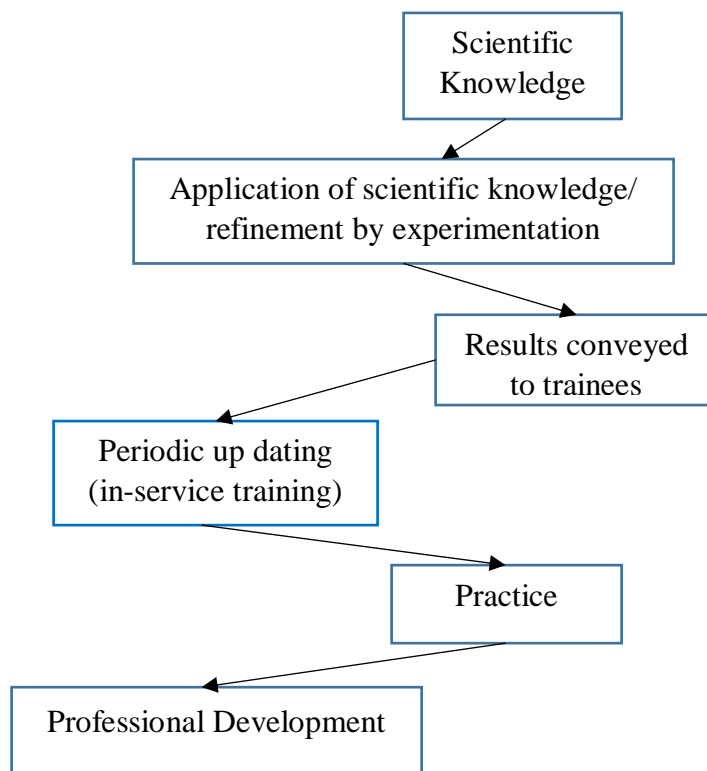 Scientific
Knowledge
Application of scientific knowledge/
refinement by experimentation
Results conveyed
to trainees
Periodic up dating
(in-service training)
Practice
Professional Development